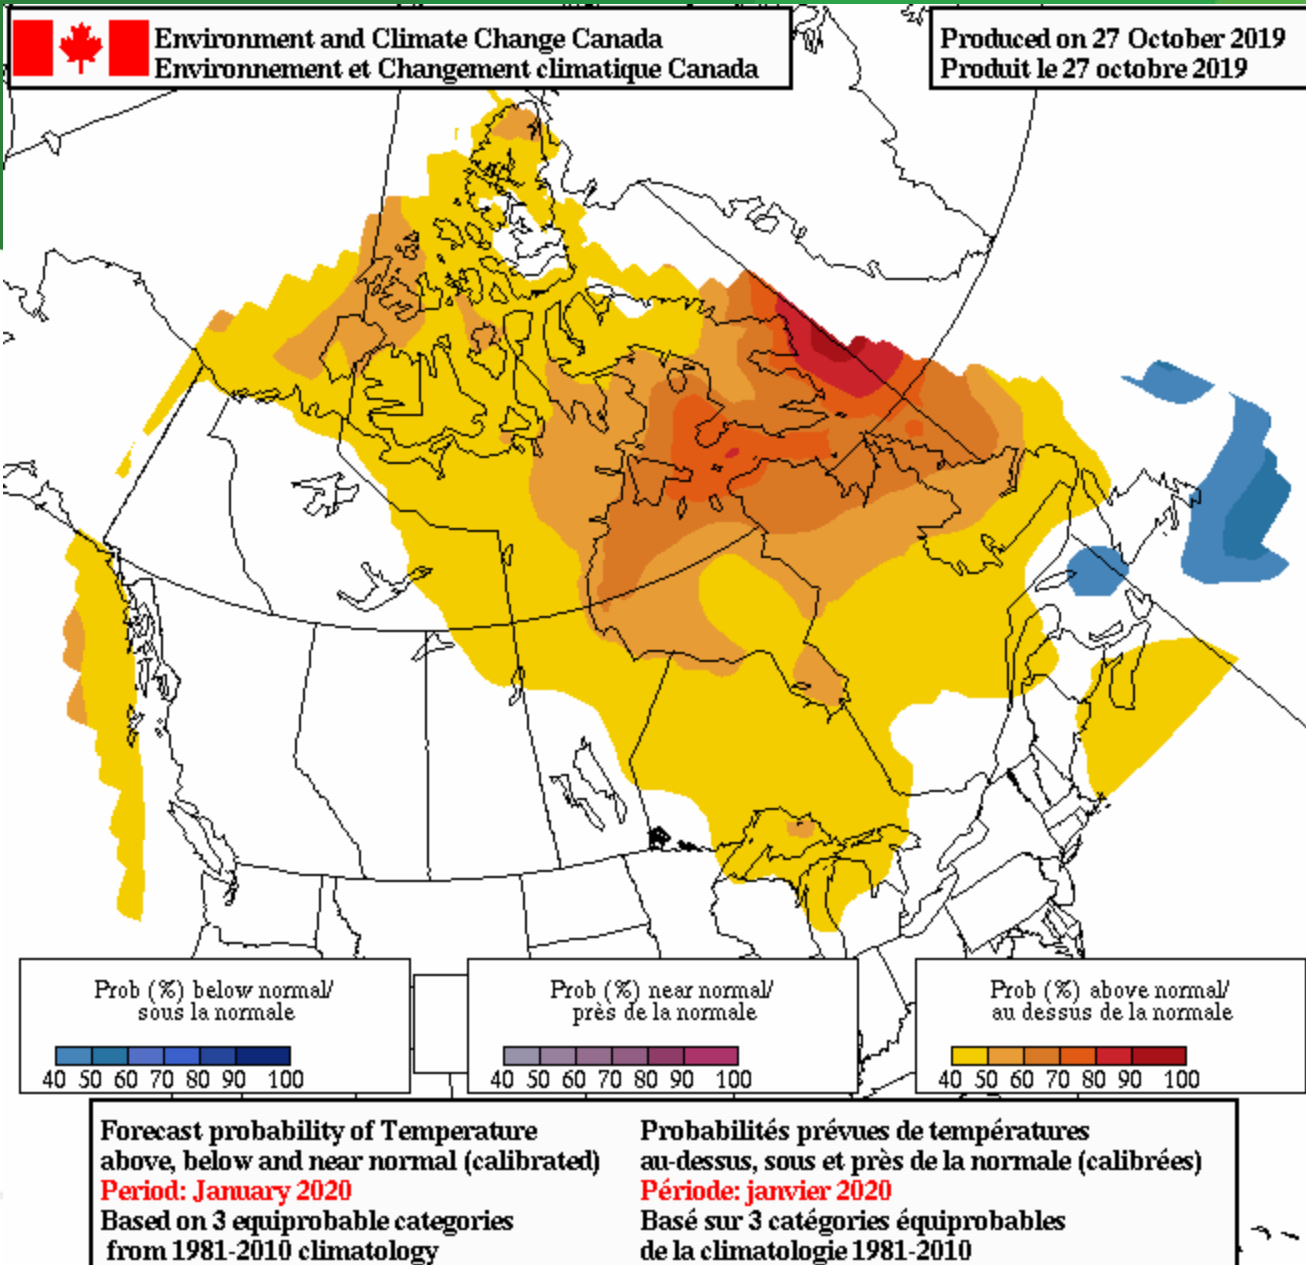 Environment and Climate Change Canada
Environnement et Changement climatique Canada
Produced on 27 October 2019
Produit le 27 octobre 2019
Prob (%) below normal/
sous la normale
40 50 60 70 80 90 100
Prob (%) near normal/
près de la normale
40 50 60 70 80 90 100
Prob (%) above normal/
au dessus de la normale
40 50 60 70 80 90 100
Forecast probability of Temperature
above, below and near normal (calibrated)
Period: January 2020
Based on 3 equiprobable categories
from 1981-2010 climatology
Probabilités prévues de températures
au-dessus, sous et près de la normale (calibrées)
Période: janvier 2020
Basé sur 3 catégories équiprobables
de la climatologie 1981-2010